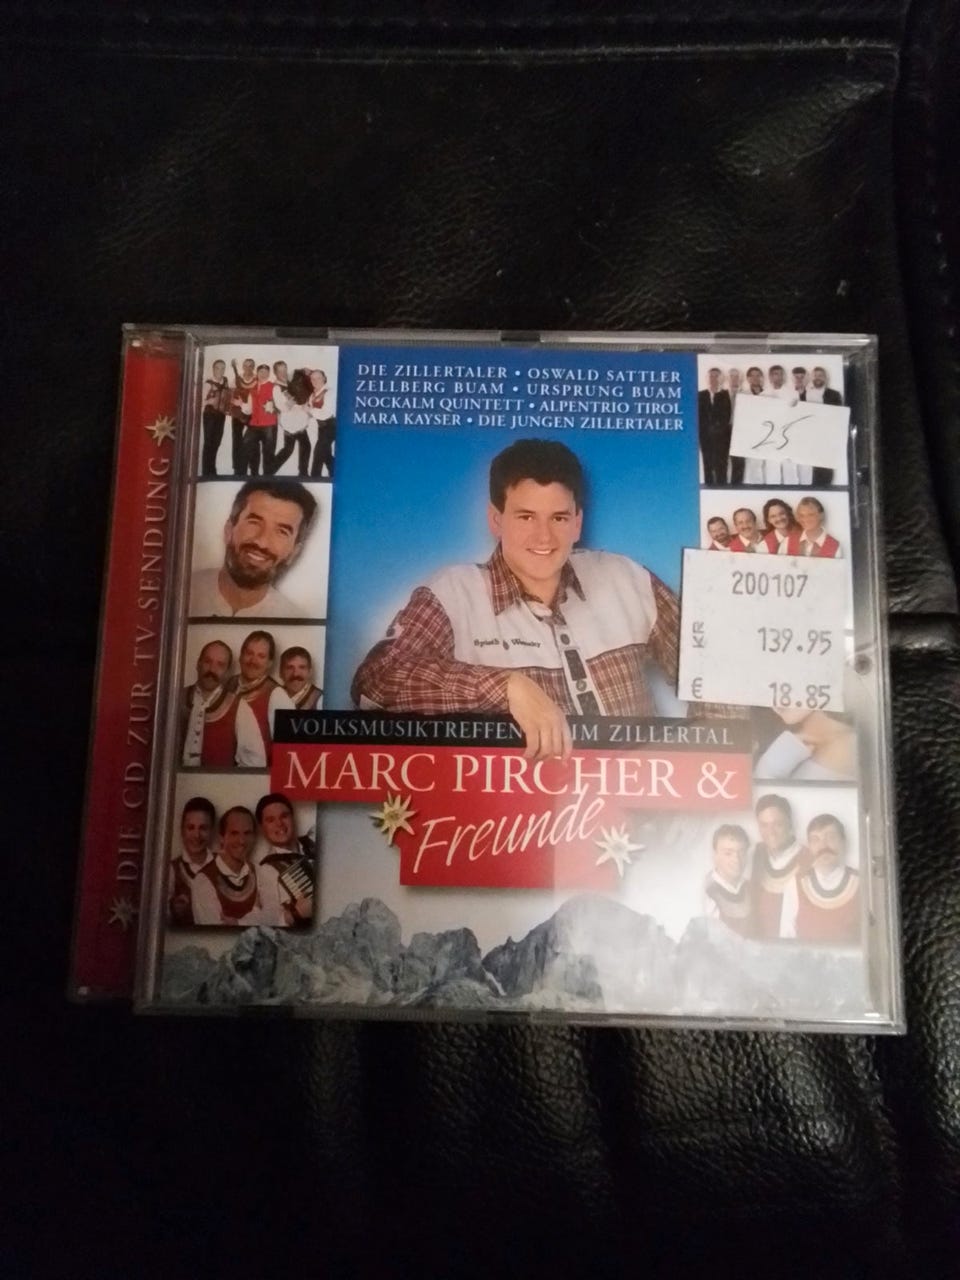 DIE ZILLERTALER • OSWALD SATTLER
ZELLBERG BUAM • URSPRUNG BUAM
NOCKALM QUINTETT • ALPENTRIO TIROL
MARA KAYSER • DIE JUNGEN ZILLERTALER
25
200107
KR 139.95
€ 18.85
VOLKSMUSIKTREFFEN IM ZILLERTAL
MARC PIRCHER &
Freunde
DIE CD ZUR TV-SENDUNG